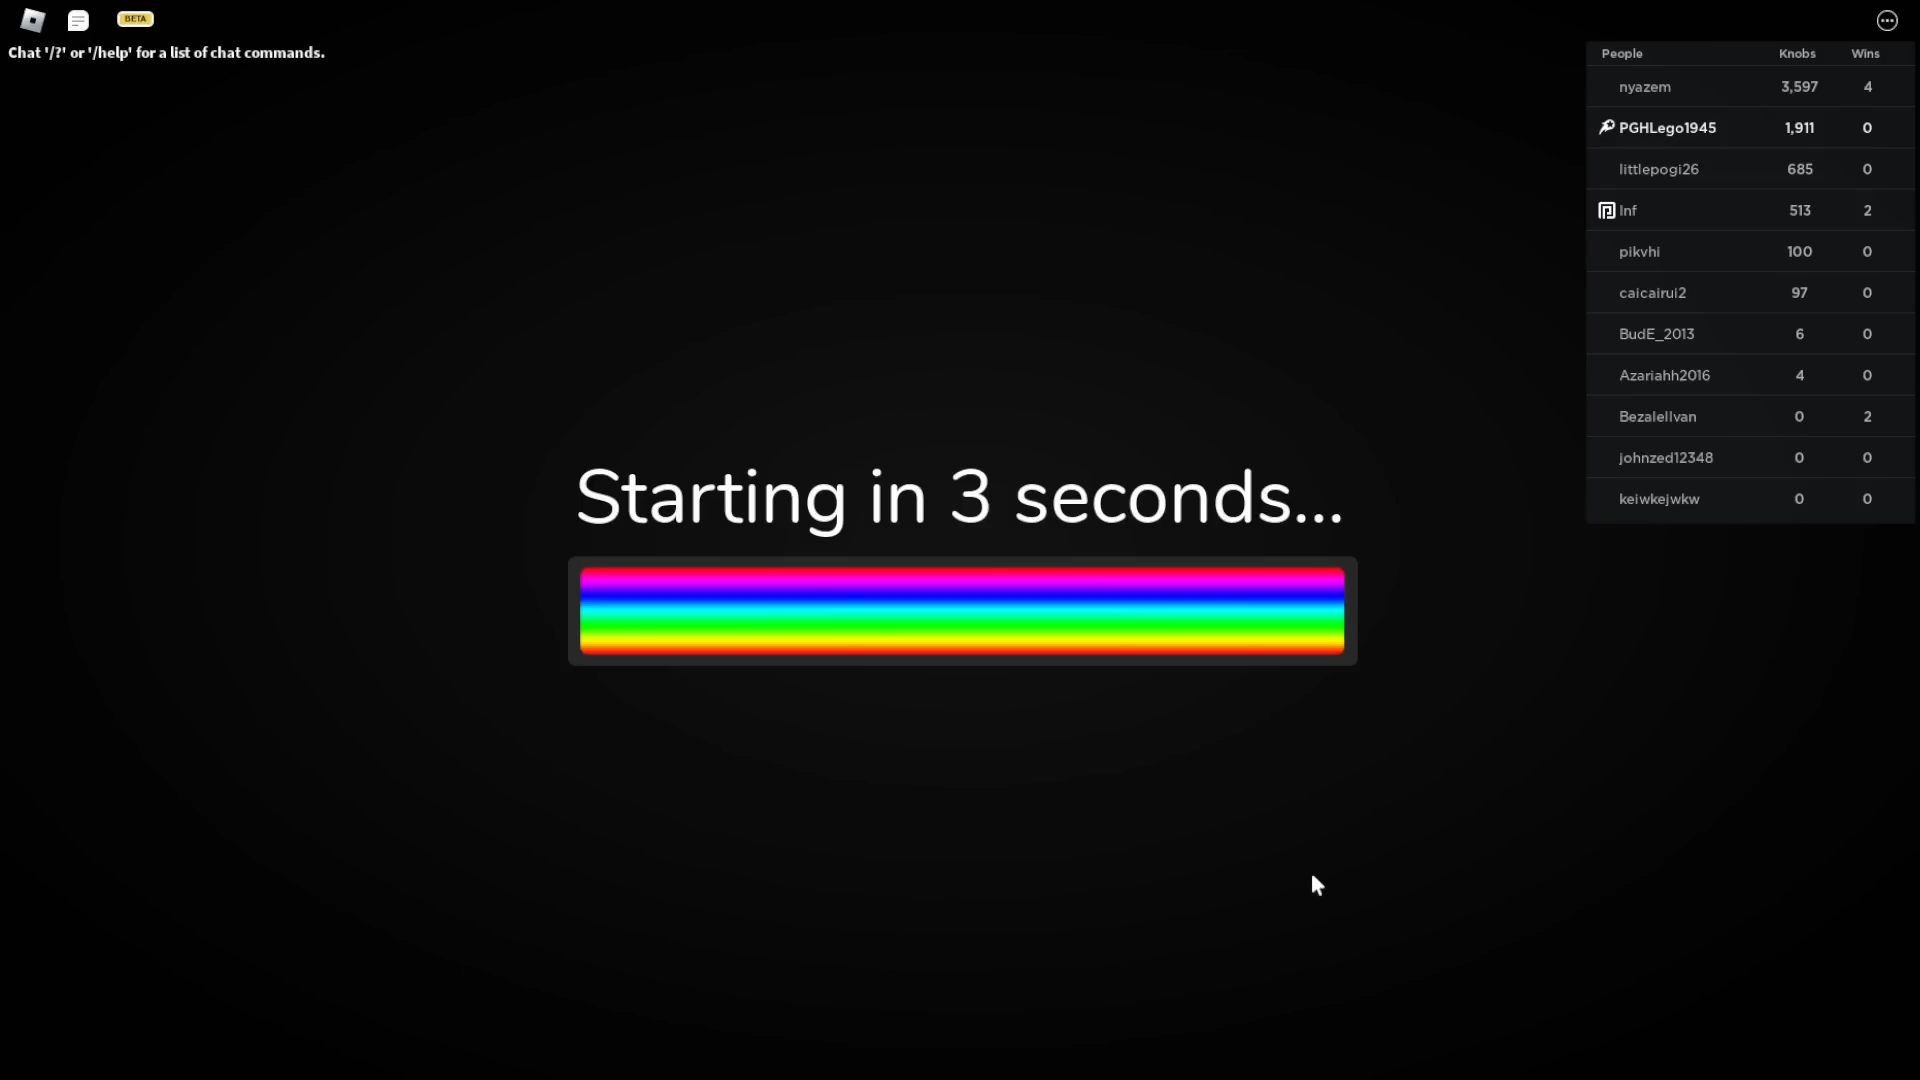 BETA
Chat '/?' or '/help' for a list of chat commands.
People Knobs Wins
nyazem 3,597 4
PGHLego1945 1,911 0
littlepogi26 685 0
Inf 513 2
pikvhi 100 0
caicairui2 97 0
BudE_2013 6 0
Azariahh2016 4 0
BezaleIIvan 0 2
johnzed12348 0 0
keiwkejwkw 0 0
Starting in 3 seconds...